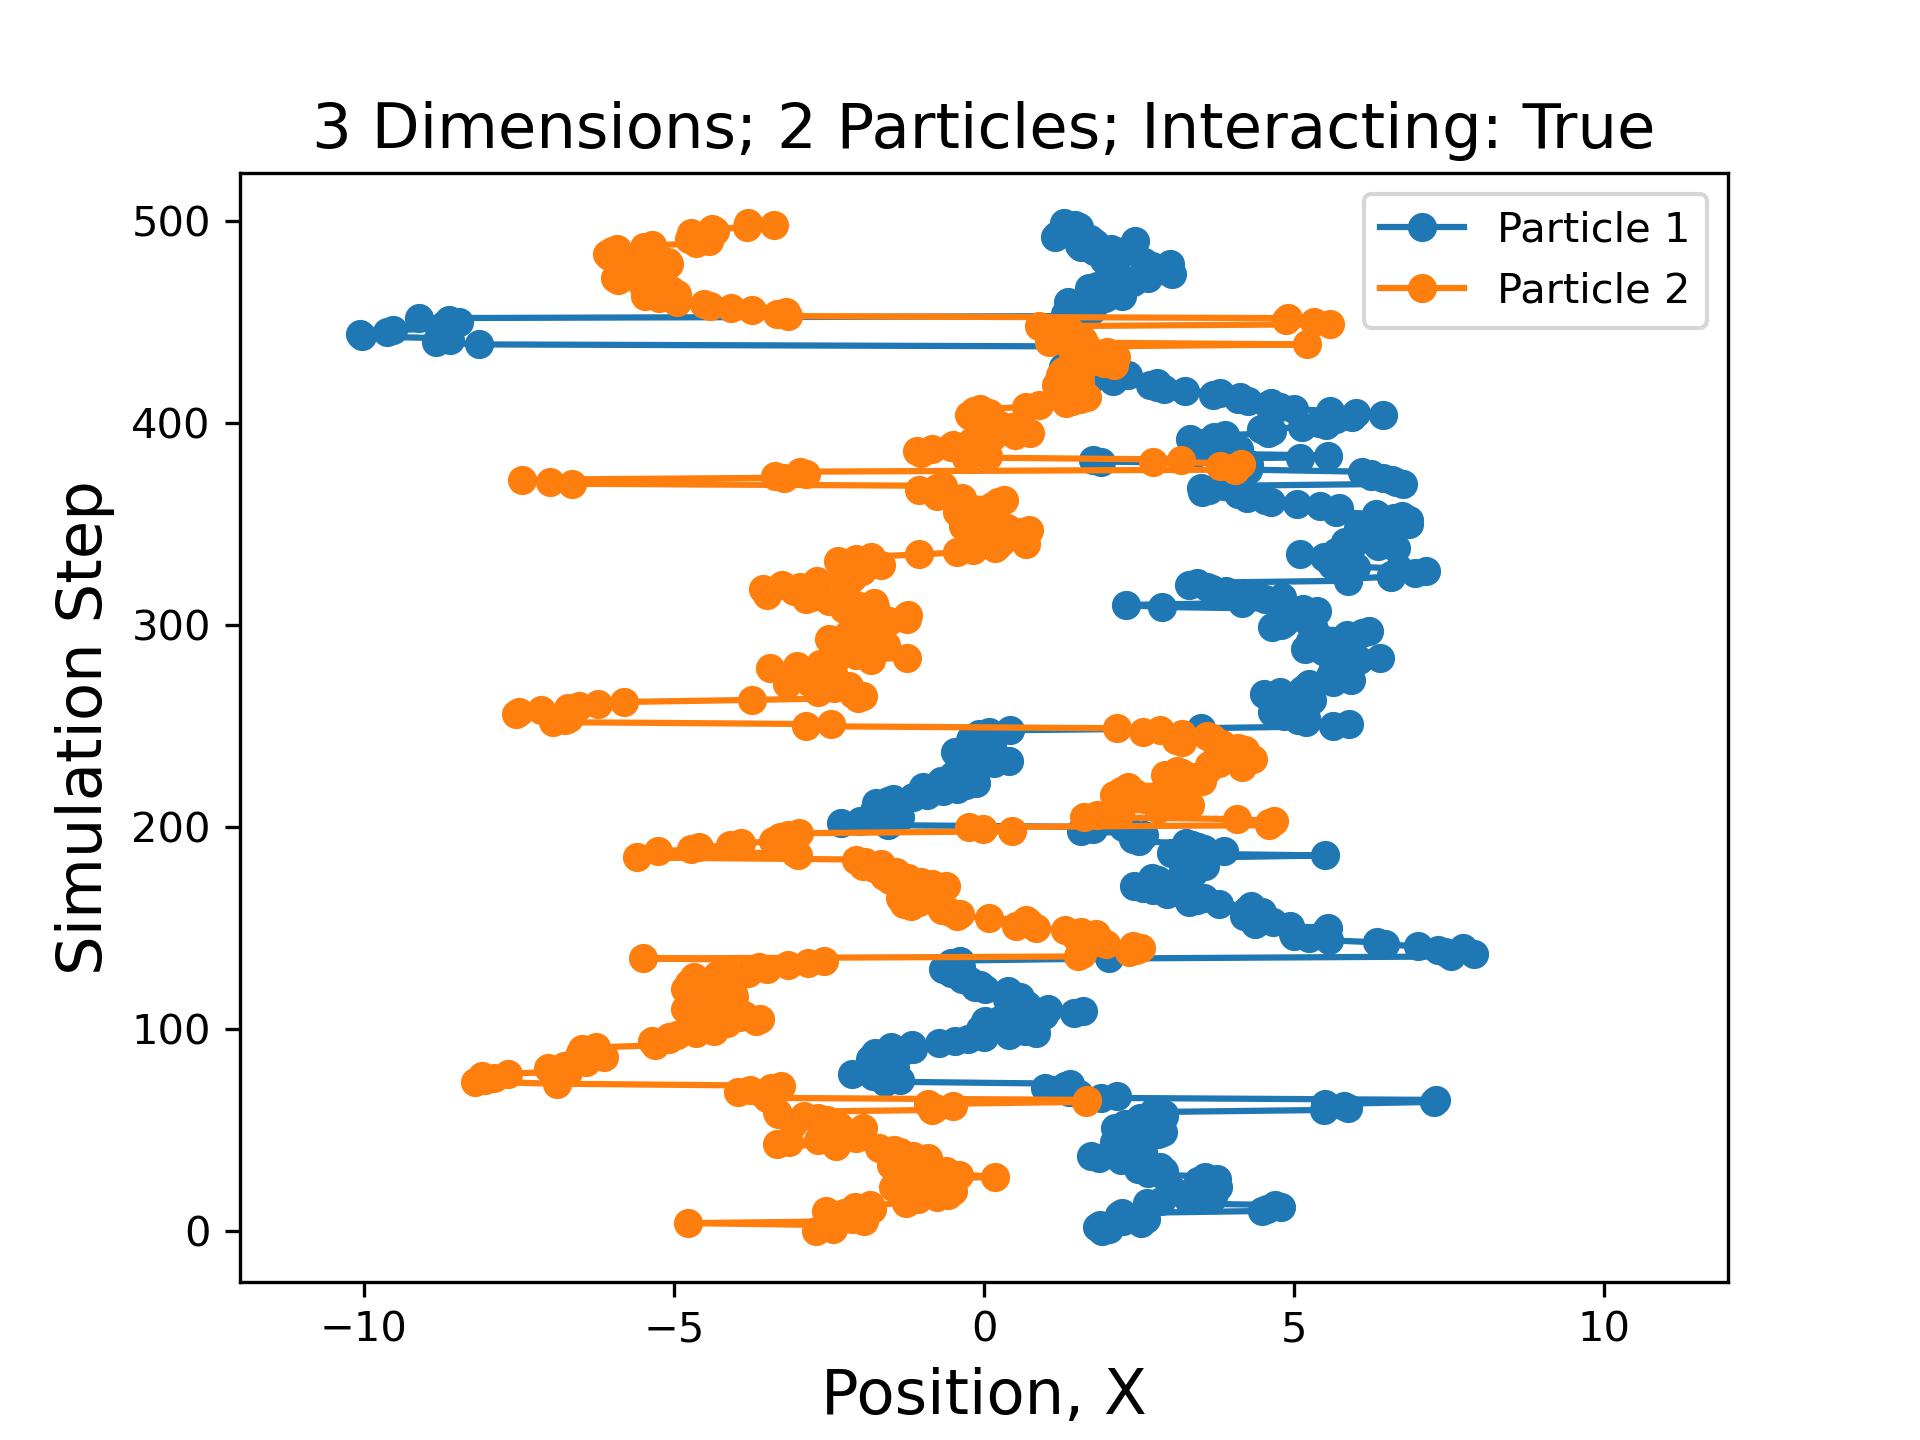 3 Dimensions; 2 Particles; Interacting: True
Particle 1
Particle 2
Simulation Step
500
400
300
200
100
0
−10
−5
0
5
10
Position, X